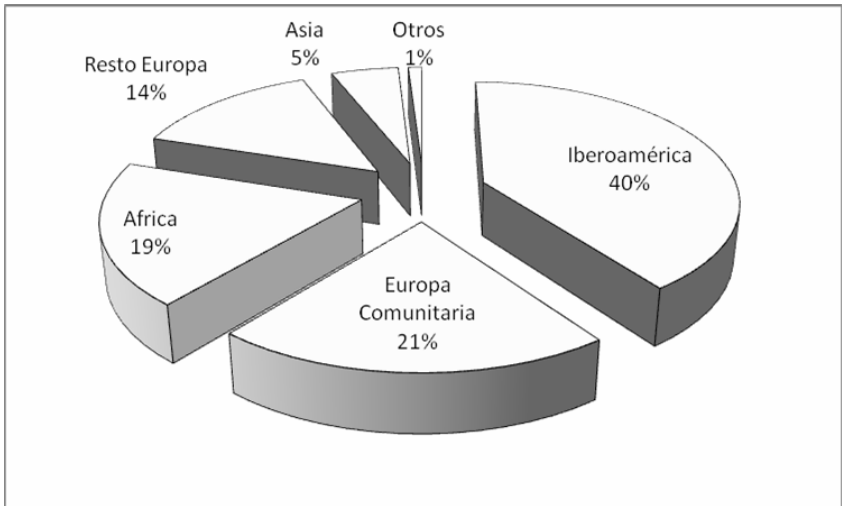 Asia
5%
Otros
1%
Resto Europa
14%
Iberoamérica
40%
Africa
19%
Europa
Comunitaria
21%